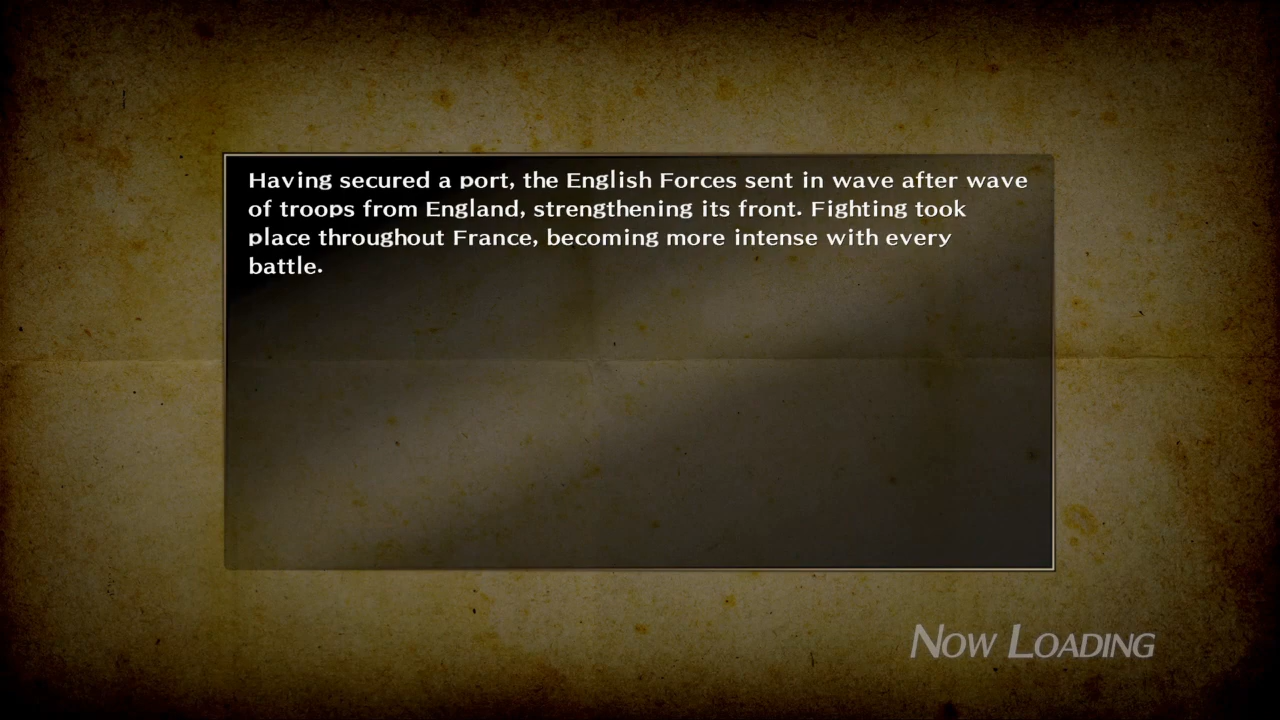 Having secured a port, the English Forces sent in wave after wave
of troops from England, strengthening its front. Fighting took
place throughout France, becoming more intense with every
battle.
Now Loading